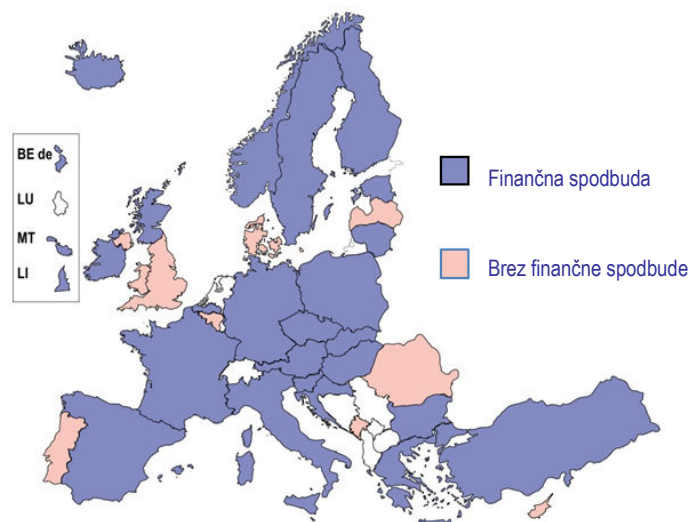 BE de
LU
MT
LI
Finančna spodbuda
Brez finančne spodbude